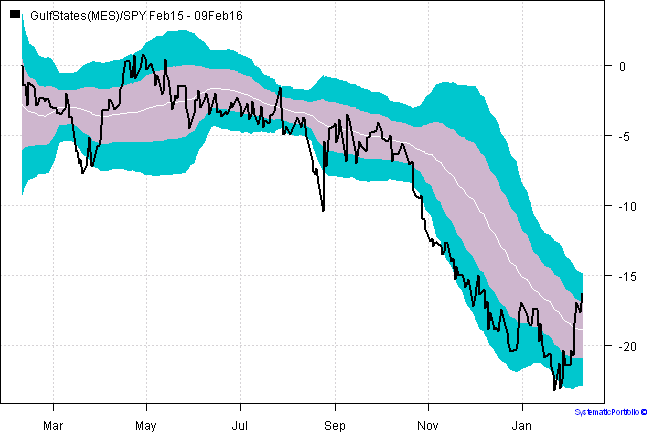 GulfStates(MES)/SPY Feb15 - 09Feb16
0
-5
-10
-15
-20
Mar May Jul Sep Nov Jan
SystematicPortfolio ©